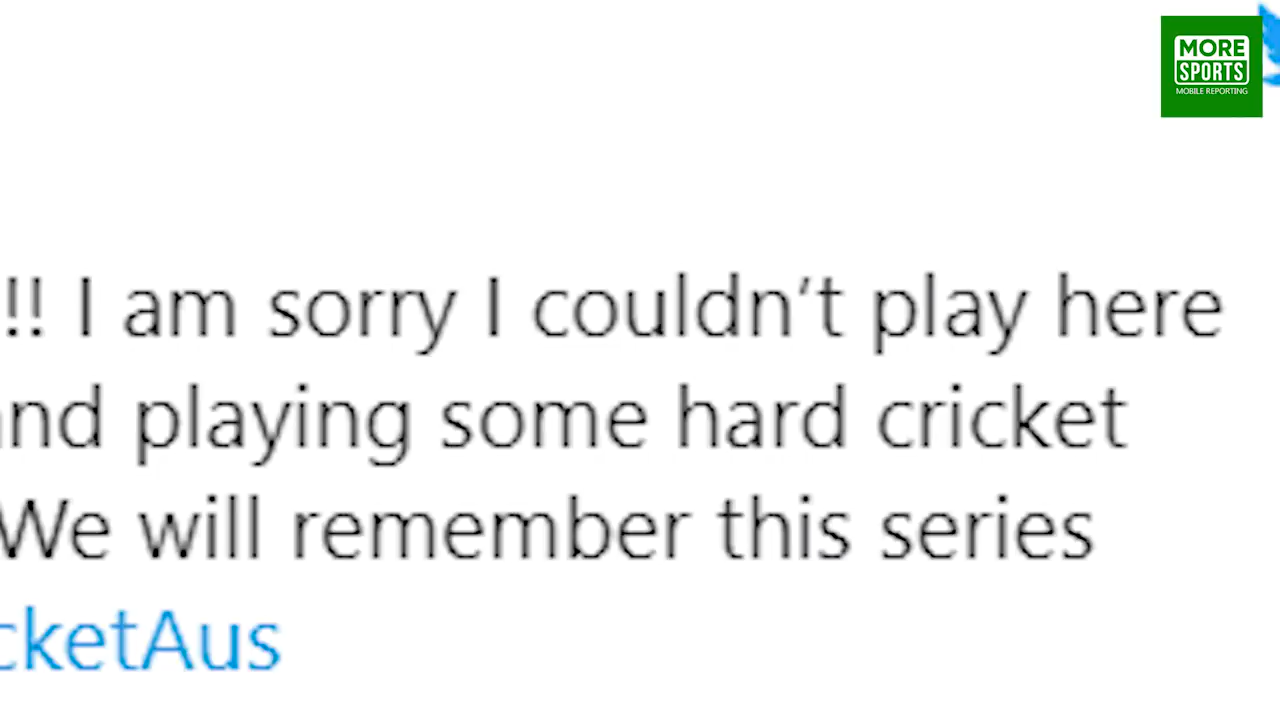 MORE
SPORTS
MOBILE REPORTING
!! I am sorry I couldn't play here
nd playing some hard cricket
We will remember this series
cketAus